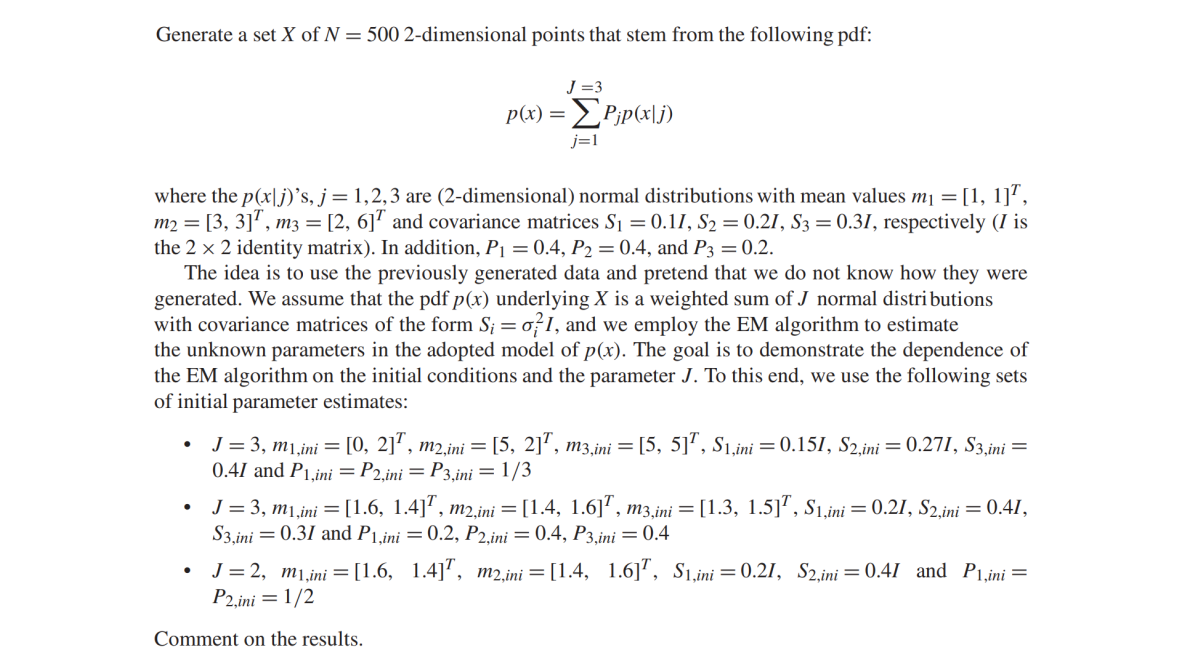 Generate a set X of N = 500 2-dimensional points that stem from the following pdf:
J =3
p(x) = ∑ P_j p(x|j)
j=1
where the p(x|j)’s, j = 1,2,3 are (2-dimensional) normal distributions with mean values m₁ = [1, 1]^T,
m₂ = [3, 3]^T, m₃ = [2, 6]^T and covariance matrices S₁ = 0.1I, S₂ = 0.2I, S₃ = 0.3I, respectively (I is
the 2 × 2 identity matrix). In addition, P₁ = 0.4, P₂ = 0.4, and P₃ = 0.2.
The idea is to use the previously generated data and pretend that we do not know how they were
generated. We assume that the pdf p(x) underlying X is a weighted sum of J normal distributions
with covariance matrices of the form S_i = σ_i^2 I, and we employ the EM algorithm to estimate
the unknown parameters in the adopted model of p(x). The goal is to demonstrate the dependence of
the EM algorithm on the initial conditions and the parameter J. To this end, we use the following sets
of initial parameter estimates:
• J = 3, m_{1,ini} = [0, 2]^T, m_{2,ini} = [5, 2]^T, m_{3,ini} = [5, 5]^T, S_{1,ini} = 0.15I, S_{2,ini} = 0.27I, S_{3,ini} =
0.4I and P_{1,ini} = P_{2,ini} = P_{3,ini} = 1/3
• J = 3, m_{1,ini} = [1.6, 1.4]^T, m_{2,ini} = [1.4, 1.6]^T, m_{3,ini} = [1.3, 1.5]^T, S_{1,ini} = 0.2I, S_{2,ini} = 0.4I,
S_{3,ini} = 0.3I and P_{1,ini} = 0.2, P_{2,ini} = 0.4, P_{3,ini} = 0.4
• J = 2, m_{1,ini} = [1.6, 1.4]^T, m_{2,ini} = [1.4, 1.6]^T, S_{1,ini} = 0.2I, S_{2,ini} = 0.4I and P_{1,ini} =
P_{2,ini} = 1/2
Comment on the results.